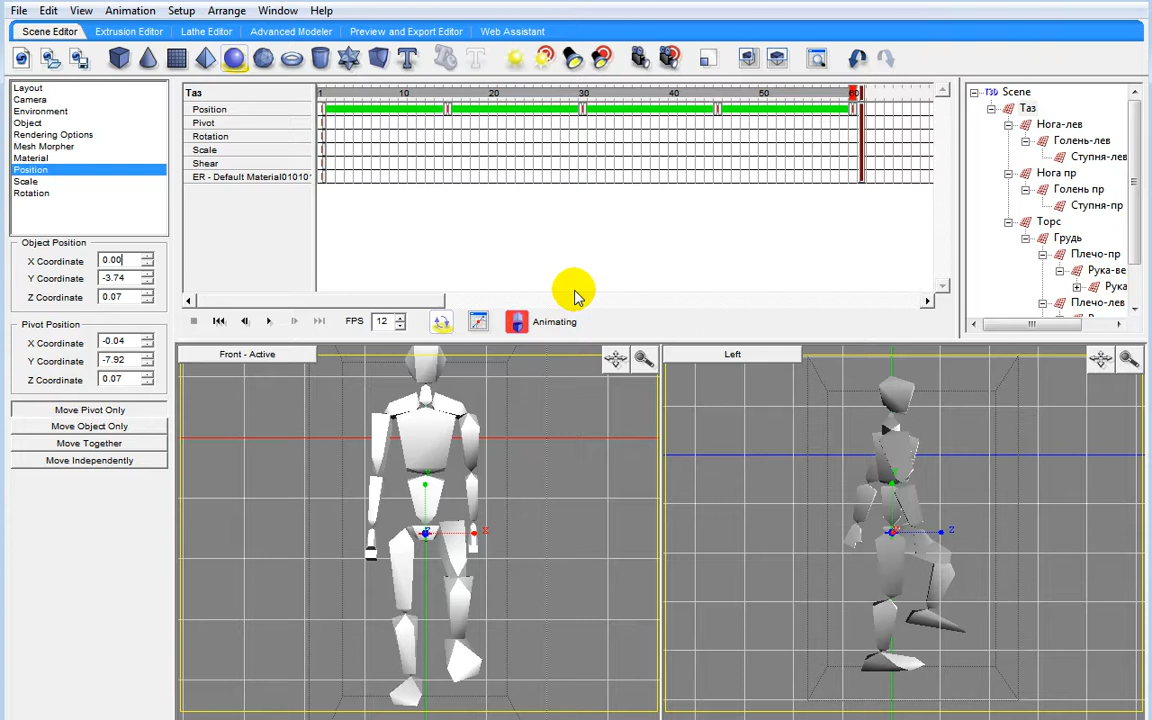 File Edit View Animation Setup Arrange Window Help
Scene Editor Extrusion Editor Lathe Editor Advanced Modeler Preview and Export Editor Web Assistant
Layout
Camera
Environment
Object
Rendering Options
Mesh Morpher
Material
Position
Scale
Rotation
Object Position
X Coordinate 0.00
Y Coordinate -3.74
Z Coordinate 0.07
Pivot Position
X Coordinate -0.04
Y Coordinate -7.92
Z Coordinate 0.07
Move Pivot Only
Move Object Only
Move Together
Move Independently
Таз
1 10 20 30 40 50 60
Position
Pivot
Rotation
Scale
Shear
ER - Default Material01010
FPS 12 Animating
Scene
Таз
Нога-лев
Голень-лев
Ступня-лев
Нога пр
Голень пр
Ступня-пр
Торс
Грудь
Плечо-пр
Рука-ве
Рука
Плечо-лев
Front - Active
X
Left
Z